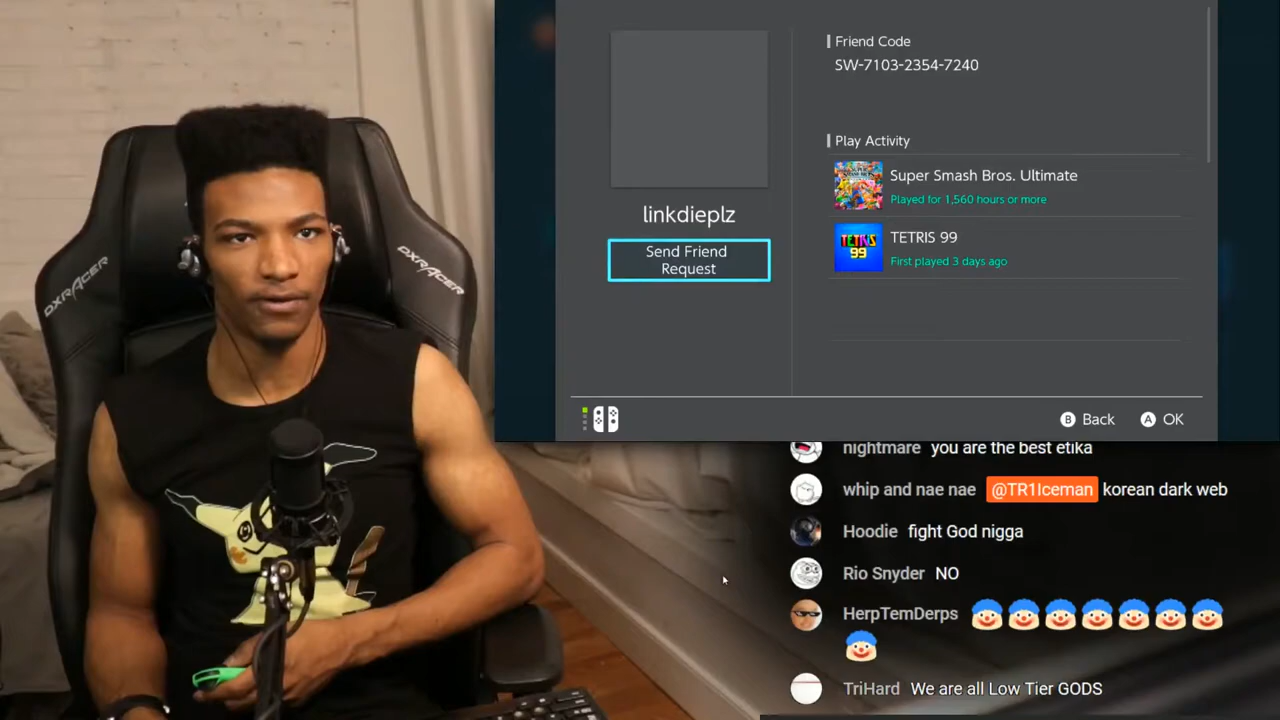 Friend Code
SW-7103-2354-7240
Play Activity
Super Smash Bros. Ultimate
Played for 1,560 hours or more
TETRIS 99
TETRIS 99
First played 3 days ago
linkdieplz
Send Friend
Request
B Back A OK
DXRACER
DXRACER
nightmare you are the best etika
whip and nae nae @TR1Iceman korean dark web
Hoodie fight God nigga
Rio Snyder NO
HerpTemDerps
TriHard We are all Low Tier GODS